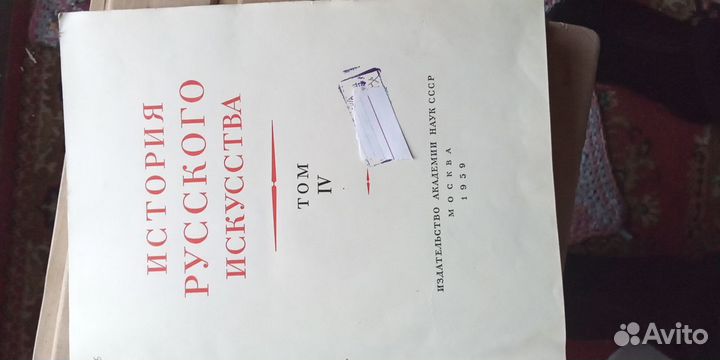 ИСТОРИЯ
РУССКОГО
ИСКУССТВА
ТОМ
IV
ИЗДАТЕЛЬСТВО АКАДЕМИИ НАУК СССР
МОСКВА
1959
Avito